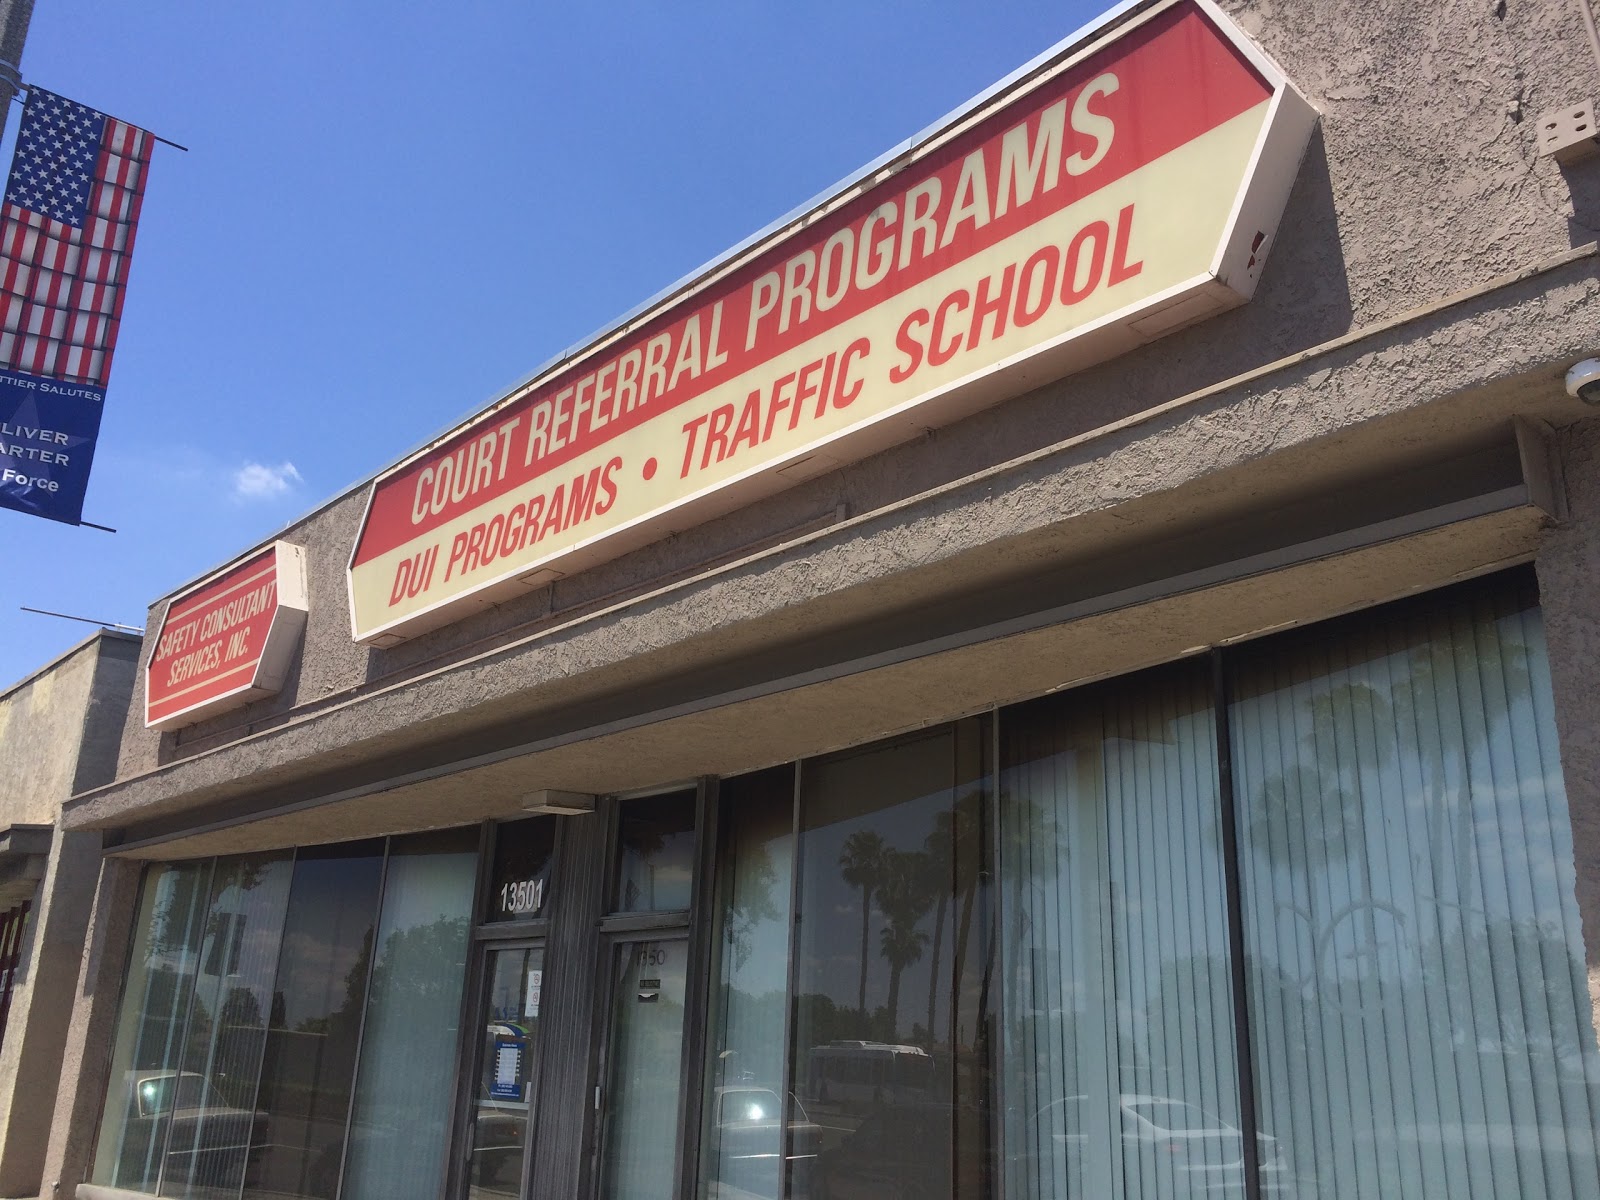 COURT REFERRAL PROGRAMS
DUI PROGRAMS • TRAFFIC SCHOOL
SAFETY CONSULTANT
SERVICES, INC.
TTIER SALUTES
LIVER
ARTER
Force
13501